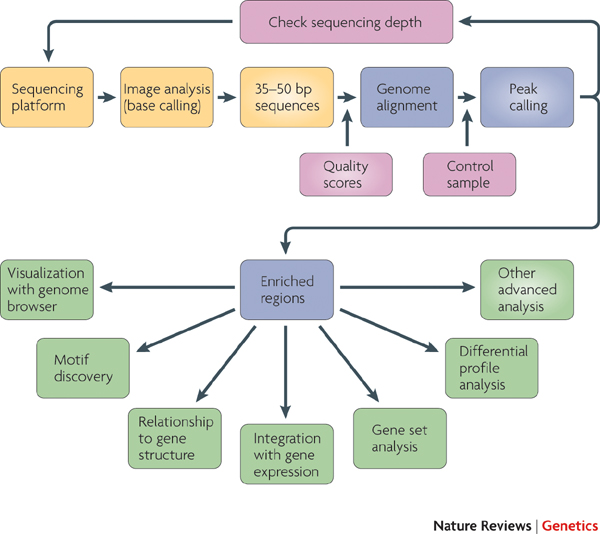 Check sequencing depth
Sequencing
platform
Image analysis
(base calling)
35–50 bp
sequences
Genome
alignment
Peak
calling
Quality
scores
Control
sample
Visualization
with genome
browser
Enriched
regions
Other
advanced
analysis
Motif
discovery
Differential
profile
analysis
Relationship
to gene
structure
Integration
with gene
expression
Gene set
analysis
Nature Reviews | Genetics